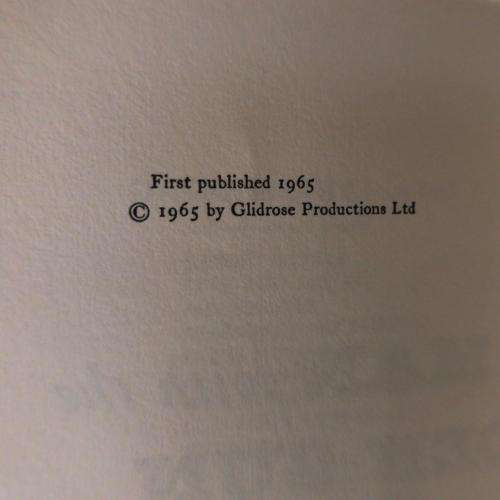 First published 1965
© 1965 by Glidrose Productions Ltd